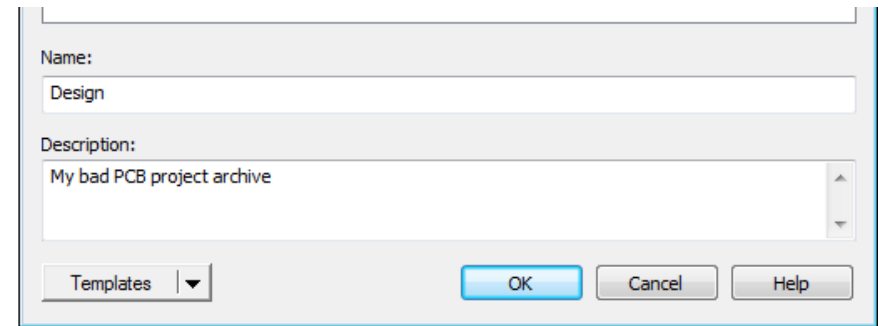 Name:
Design
Description:
My bad PCB project archive
Templates
OK Cancel Help